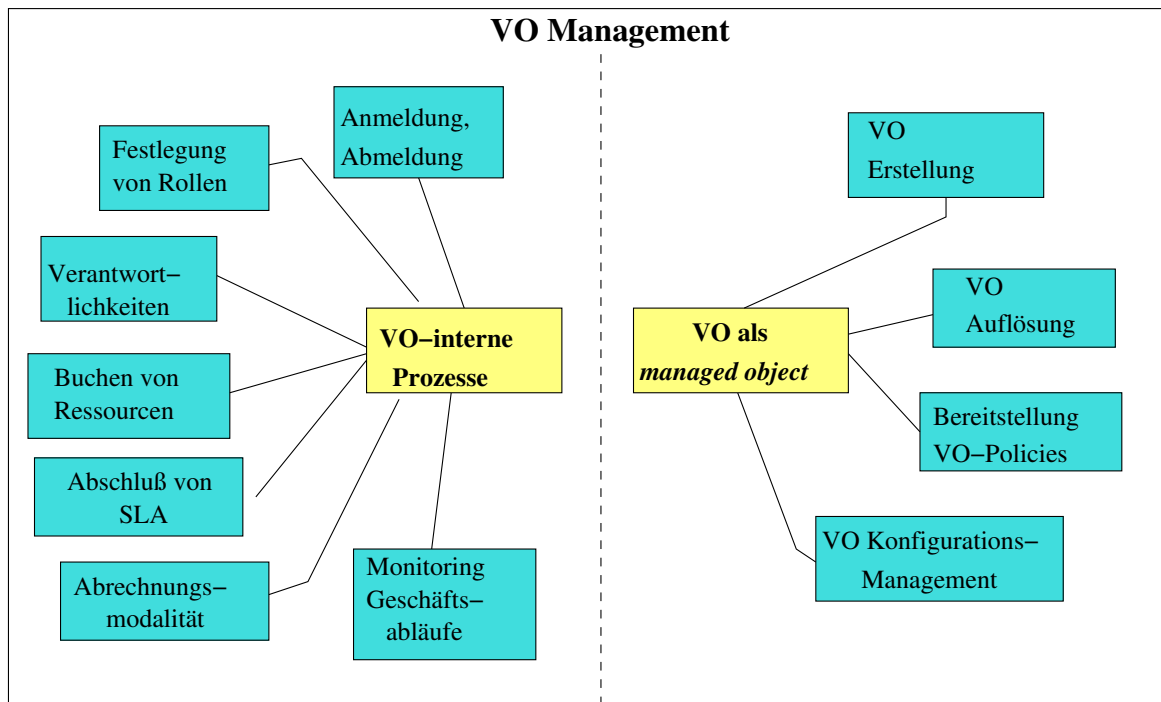 VO Management
Anmeldung,
Abmeldung
Festlegung
von Rollen
Verantwort−
lichkeiten
VO−interne
Prozesse
Buchen von
Ressourcen
Abschluß von
SLA
Abrechnungs−
modalität
Monitoring
Geschäfts−
abläufe
VO
Erstellung
VO
Auflösung
VO als
managed object
Bereitstellung
VO−Policies
VO Konfigurations−
Management